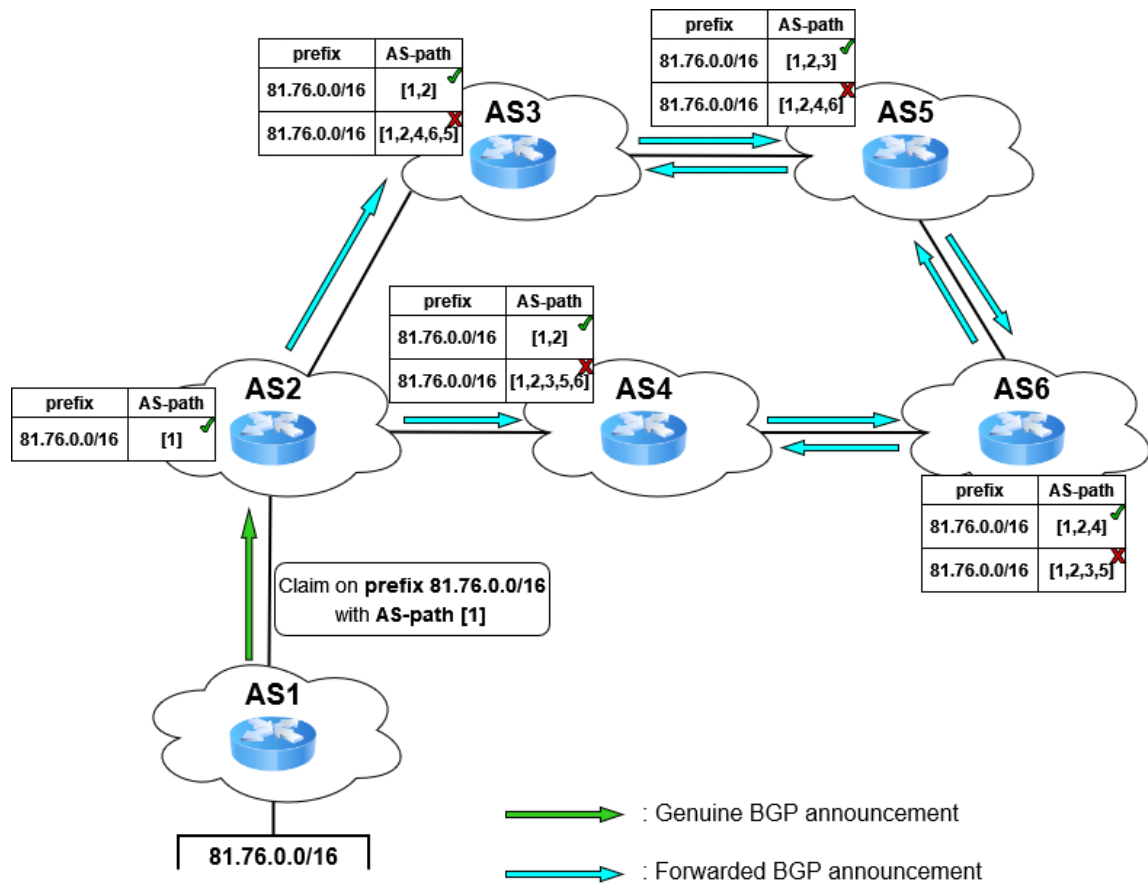 prefix AS-path
81.76.0.0/16 [1,2]
81.76.0.0/16 [1,2,4,6,5]
AS3
prefix AS-path
81.76.0.0/16 [1,2,3]
81.76.0.0/16 [1,2,4,6]
AS5
prefix AS-path
81.76.0.0/16 [1]
AS2
prefix AS-path
81.76.0.0/16 [1,2]
81.76.0.0/16 [1,2,3,5,6]
AS4
AS6
prefix AS-path
81.76.0.0/16 [1,2,4]
81.76.0.0/16 [1,2,3,5]
Claim on prefix 81.76.0.0/16
with AS-path [1]
AS1
81.76.0.0/16
: Genuine BGP announcement
: Forwarded BGP announcement